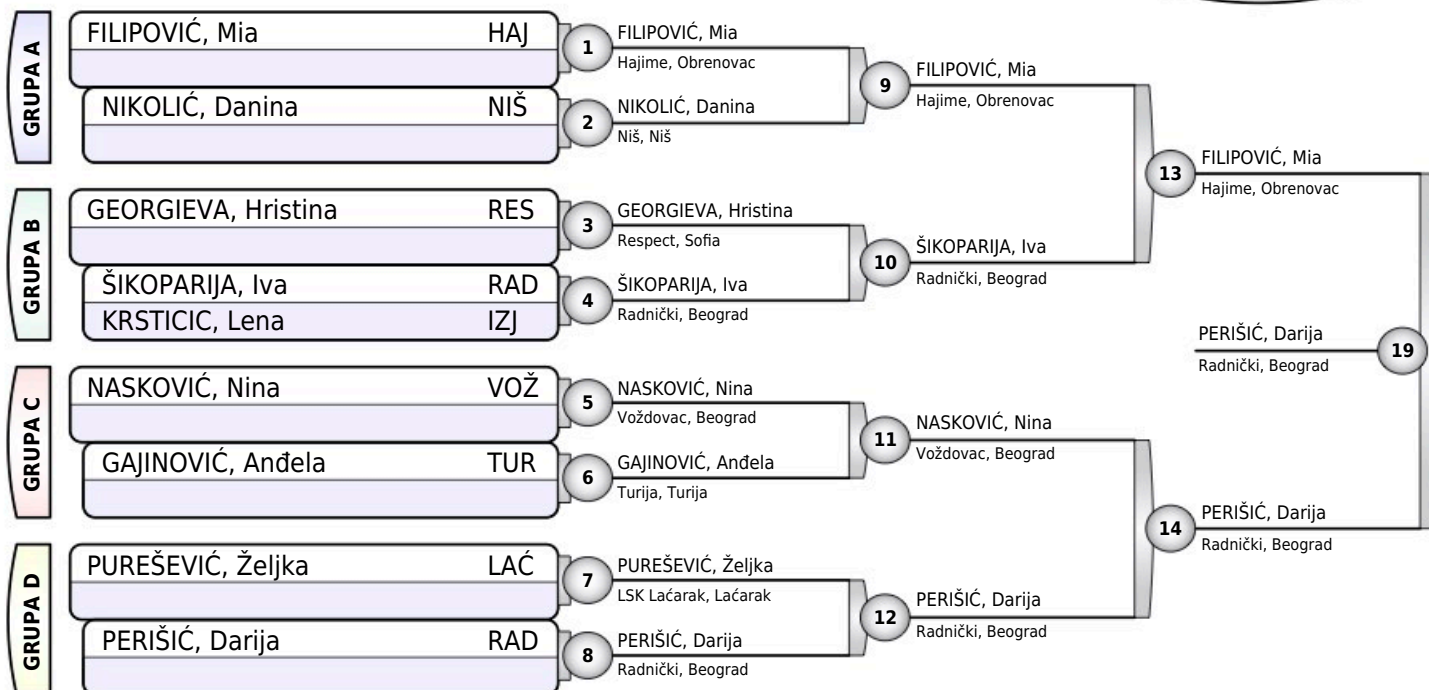 GRUPA A
FILIPOVIĆ, Mia HAJ
NIKOLIĆ, Danina NIŠ
GRUPA B
GEORGIEVA, Hristina RES
ŠIKOPARIJA, Iva RAD
KRSTICIC, Lena IZJ
GRUPA C
NASKOVIĆ, Nina VOŽ
GAJINOVIĆ, Anđela TUR
GRUPA D
PUREŠEVIĆ, Željka LAĆ
PERIŠIĆ, Darija RAD
1 FILIPOVIĆ, Mia
Hajime, Obrenovac
2 NIKOLIĆ, Danina
Niš, Niš
3 GEORGIEVA, Hristina
Respect, Sofia
4 ŠIKOPARIJA, Iva
Radnički, Beograd
5 NASKOVIĆ, Nina
Voždovac, Beograd
6 GAJINOVIĆ, Anđela
Turija, Turija
7 PUREŠEVIĆ, Željka
LSK Laćarak, Laćarak
8 PERIŠIĆ, Darija
Radnički, Beograd
9 FILIPOVIĆ, Mia
Hajime, Obrenovac
10 ŠIKOPARIJA, Iva
Radnički, Beograd
11 NASKOVIĆ, Nina
Voždovac, Beograd
12 PERIŠIĆ, Darija
Radnički, Beograd
13 FILIPOVIĆ, Mia
Hajime, Obrenovac
14 PERIŠIĆ, Darija
Radnički, Beograd
PERIŠIĆ, Darija 19
Radnički, Beograd